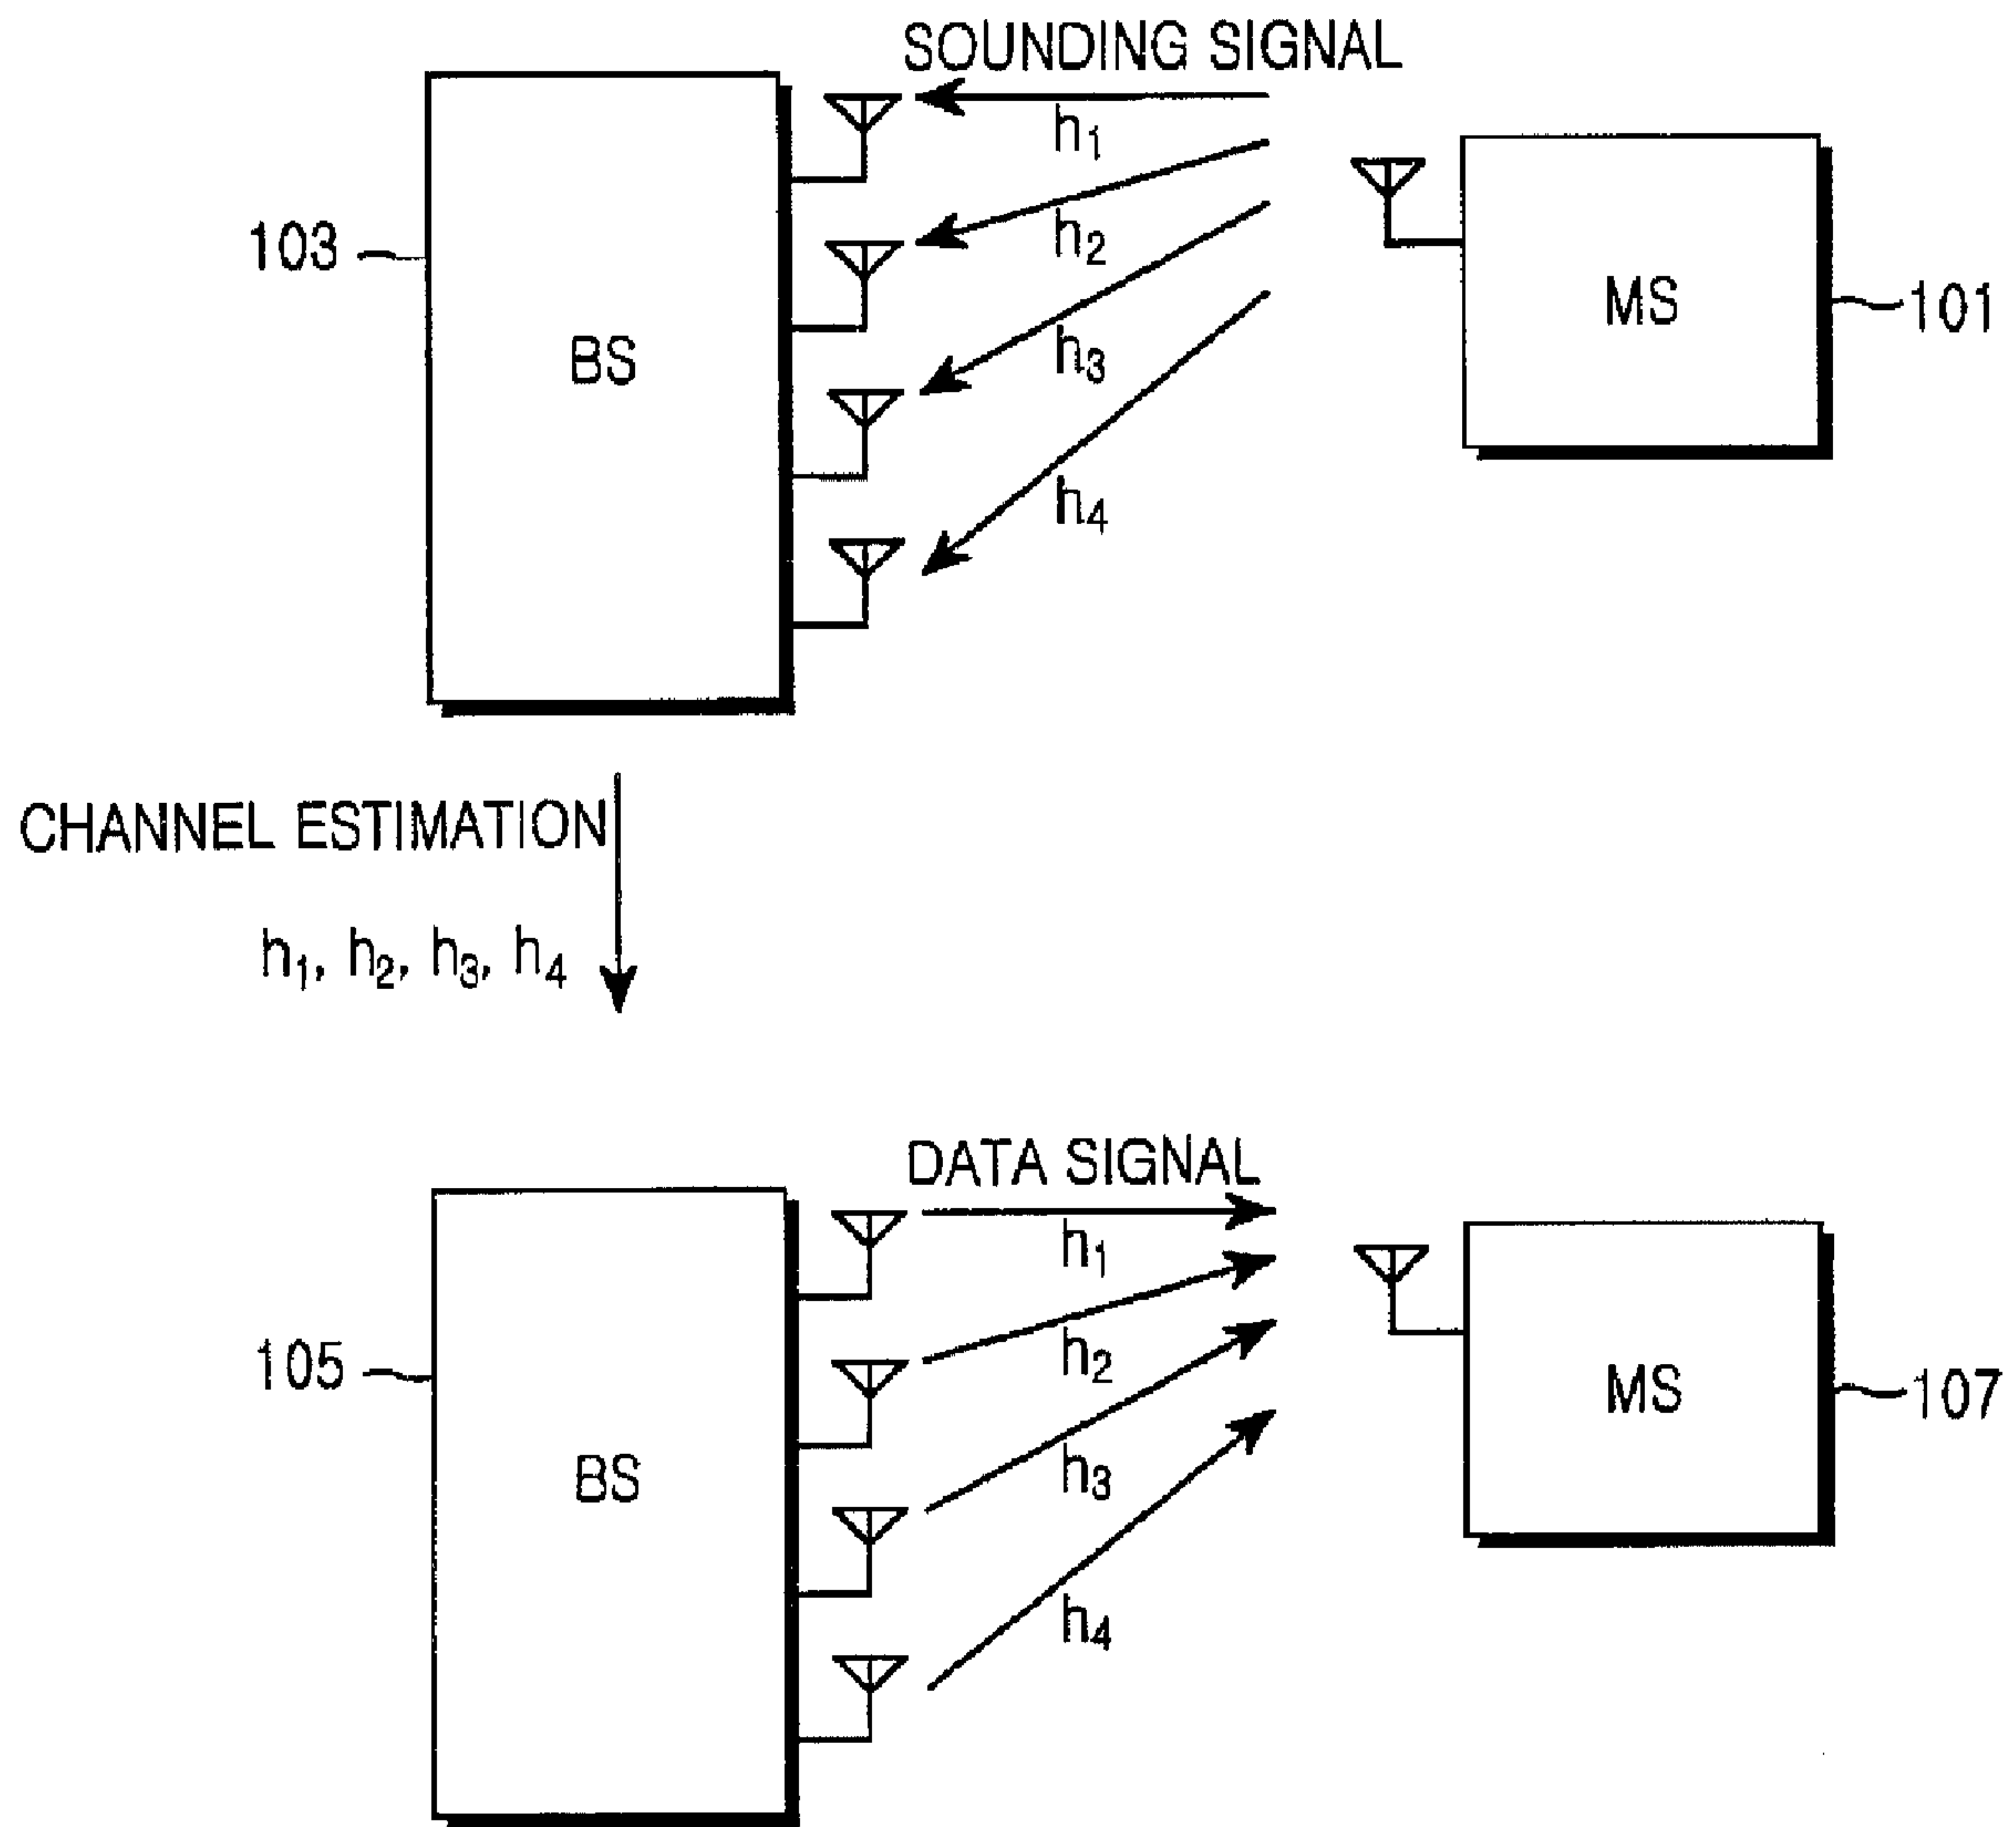 SOUNDING SIGNAL
h1
103
h2
MS
101
BS
h3
h4
CHANNEL ESTIMATION
h1, h2, h3, h4
DATA SIGNAL
h1
105
h2
MS
107
BS
h3
h4